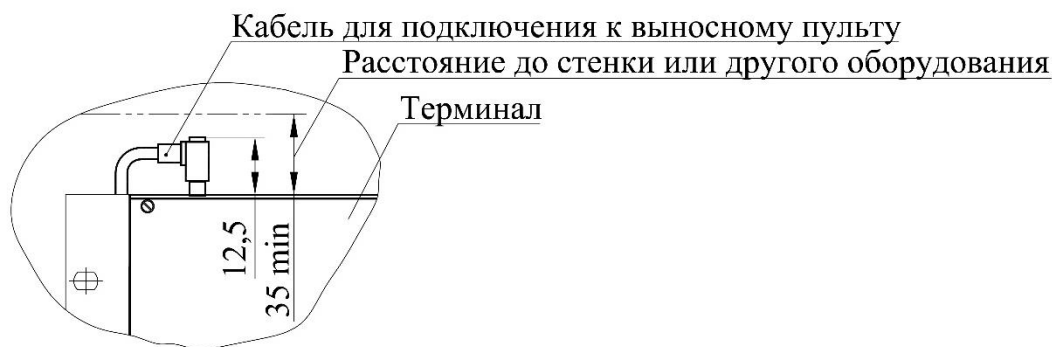 Кабель для подключения к выносному пульту
Расстояние до стенки или другого оборудования
Терминал
12,5
35 min